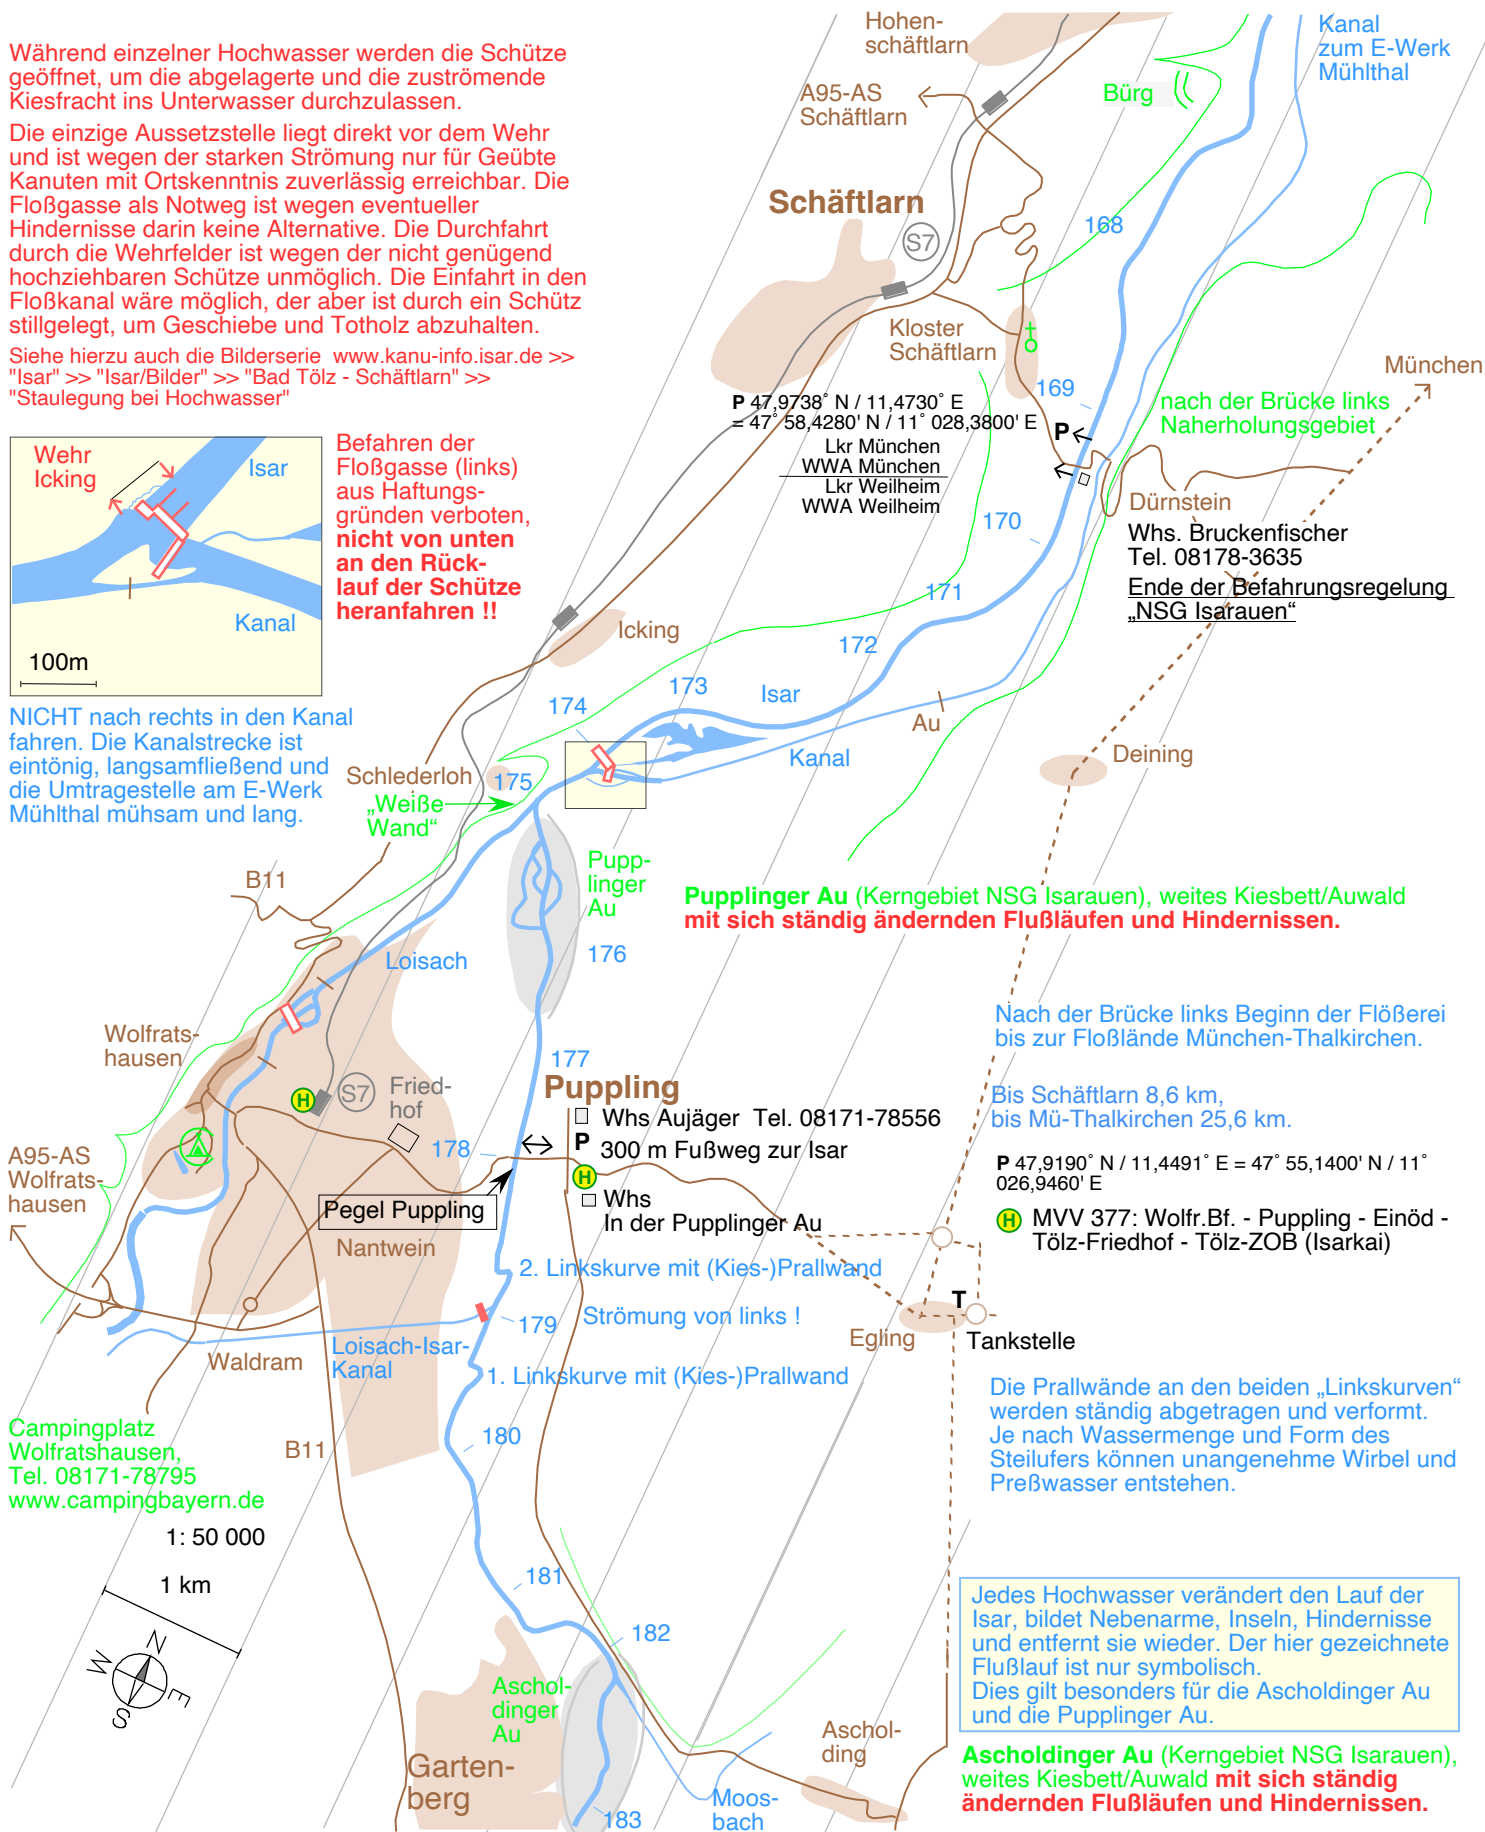 Während einzelner Hochwasser werden die Schütze
geöffnet, um die abgelagerte und die zuströmende
Kiesfracht ins Unterwasser durchzulassen.
Die einzige Aussetzstelle liegt direkt vor dem Wehr
und ist wegen der starken Strömung nur für Geübte
Kanuten mit Ortskenntnis zuverlässig erreichbar. Die
Floßgasse als Notweg ist wegen eventueller
Hindernisse darin keine Alternative. Die Durchfahrt
durch die Wehrfelder ist wegen der nicht genügend
hochziehbaren Schütze unmöglich. Die Einfahrt in den
Floßkanal wäre möglich, der aber ist durch ein Schütz
stillgelegt, um Geschiebe und Totholz abzuhalten.
Siehe hierzu auch die Bilderserie www.kanu-info.isar.de >>
"Isar" >> "Isar/Bilder" >> "Bad Tölz - Schäftlarn" >>
"Staulegung bei Hochwasser"
Hohen-
schäftlarn
Kanal
zum E-Werk
Mühlthal
A95-AS
Schäftlarn
Bürg
Schäftlarn
S7
168
Kloster
Schäftlarn
München
169
P 47,9738° N / 11,4730° E
= 47° 58,4280' N / 11° 028,3800' E
nach der Brücke links
Naherholungsgebiet
P
Lkr München
WWA München
Lkr Weilheim
WWA Weilheim
Dürnstein
170
Whs. Bruckenfischer
Tel. 08178-3635
Ende der Befahrungsregelung
„NSG Isarauen“
Wehr
Icking
Isar
Kanal
100m
Befahren der
Floßgasse (links)
aus Haftungs-
gründen verboten,
nicht von unten
an den Rück-
lauf der Schütze
heranfahren !!
171
Icking
172
173
Isar
174
Au
Kanal
Deining
NICHT nach rechts in den Kanal
fahren. Die Kanalstrecke ist
eintönig, langsamfließend und
die Umtragestelle am E-Werk
Mühlthal mühsam und lang.
Schlederloh
175
„Weiße
Wand“
B11
Pupp-
linger
Au
Pupplinger Au (Kerngebiet NSG Isarauen), weites Kiesbett/Auwald
mit sich ständig ändernden Flußläufen und Hindernissen.
176
Loisach
Nach der Brücke links Beginn der Flößerei
bis zur Floßlände München-Thalkirchen.
Wolfrats-
hausen
177
H
S7
Fried-
hof
Puppling
Whs Aujäger Tel. 08171-78556
P 300 m Fußweg zur Isar
Bis Schäftlarn 8,6 km,
bis Mü-Thalkirchen 25,6 km.
178
A95-AS
Wolfrats-
hausen
P 47,9190° N / 11,4491° E = 47° 55,1400' N / 11°
026,9460' E
H
Whs
In der Pupplinger Au
Pegel Puppling
H MVV 377: Wolfr.Bf. - Puppling - Einöd -
Tölz-Friedhof - Tölz-ZOB (Isarkai)
Nantwein
2. Linkskurve mit (Kies-)Prallwand
T
179
Strömung von links !
Egling
Tankstelle
Waldram
Loisach-Isar-
Kanal
1. Linkskurve mit (Kies-)Prallwand
Die Prallwände an den beiden „Linkskurven“
werden ständig abgetragen und verformt.
Je nach Wassermenge und Form des
Steilufers können unangenehme Wirbel und
Preßwasser entstehen.
Campingplatz
Wolfratshausen,
Tel. 08171-78795
www.campingbayern.de
B11
180
1: 50 000
1 km
N
W
E
S
181
182
Jedes Hochwasser verändert den Lauf der
Isar, bildet Nebenarme, Inseln, Hindernisse
und entfernt sie wieder. Der hier gezeichnete
Flußlauf ist nur symbolisch.
Dies gilt besonders für die Ascholdinger Au
und die Pupplinger Au.
Aschol-
dinger
Au
Aschol-
ding
Garten-
berg
Moos-
bach
183
Ascholdinger Au (Kerngebiet NSG Isarauen),
weites Kiesbett/Auwald mit sich ständig
ändernden Flußläufen und Hindernissen.